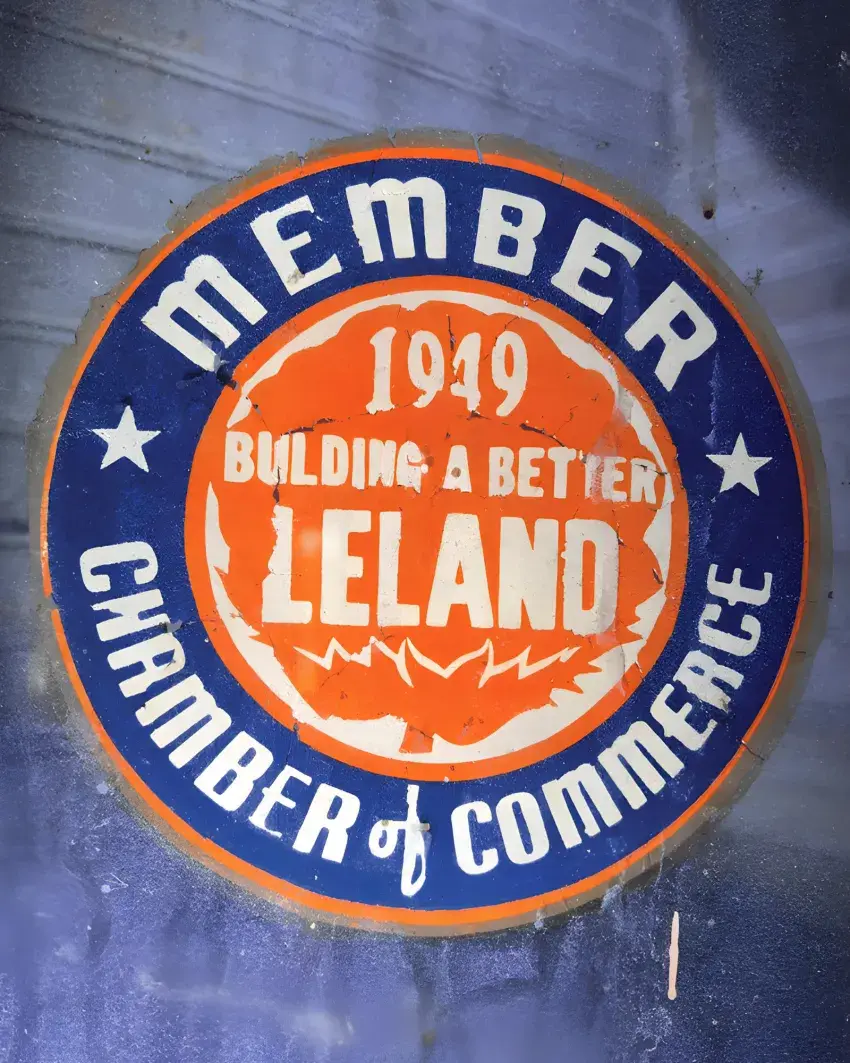 MEMBER
1949
BUILDING A BETTER
LELAND
CHAMBER of COMMERCE